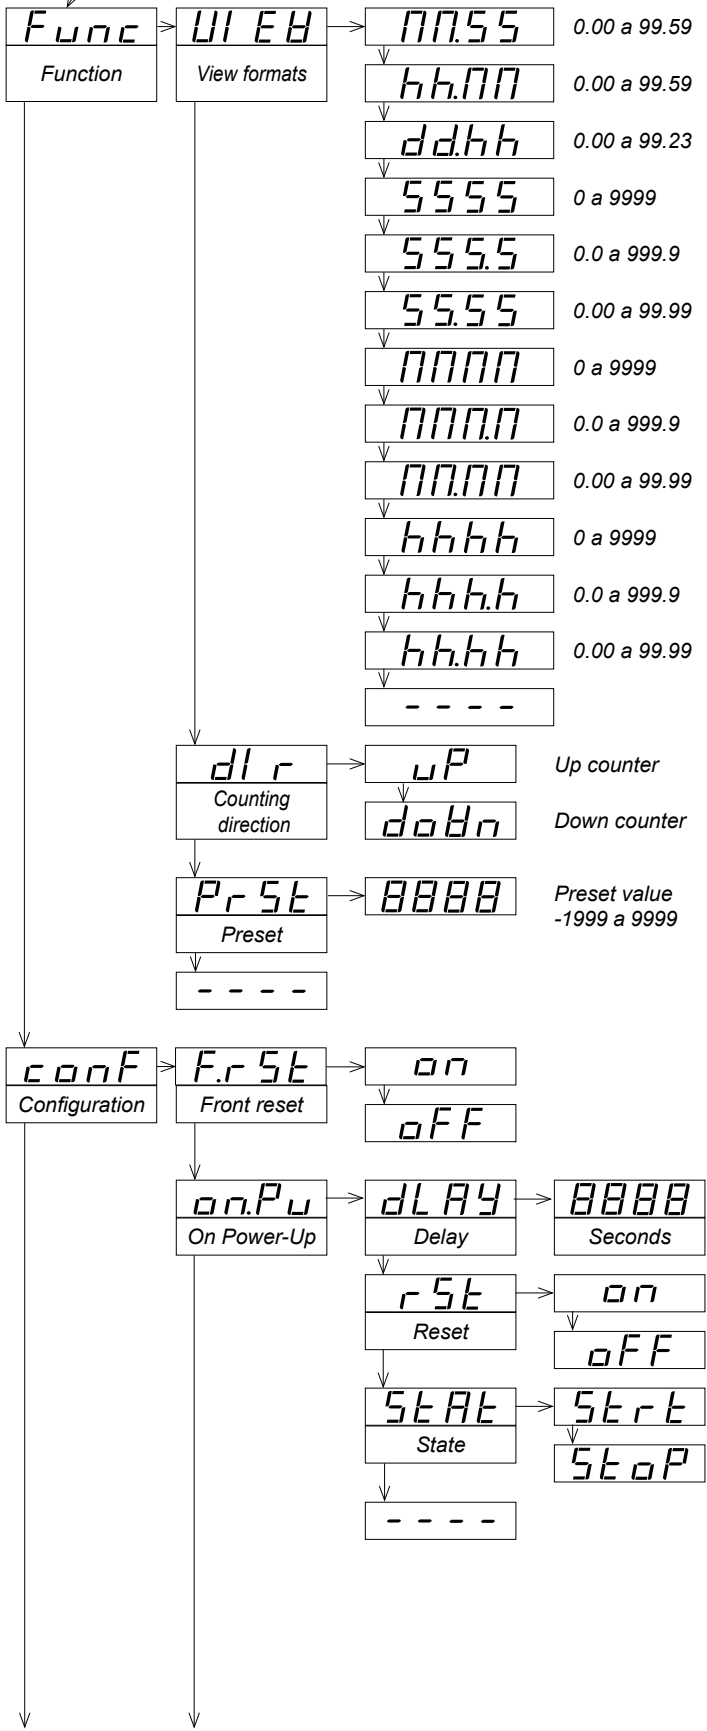 Func VIEW MM.SS 0.00 a 99.59
Function View formats
hh.MM 0.00 a 99.59
dd.hh 0.00 a 99.23
SSSS 0 a 9999
SSS.S 0.0 a 999.9
SS.SS 0.00 a 99.99
MMMM 0 a 9999
MMM.M 0.0 a 999.9
MM.MM 0.00 a 99.99
hhhh 0 a 9999
hhh.h 0.0 a 999.9
hh.hh 0.00 a 99.99
----
dIr uP Up counter
Counting
direction
doWn Down counter
PrSt 8888 Preset value
-1999 a 9999
Preset
----
conF F.rSt on
Configuration Front reset
oFF
on.Pu dLAY 8888
On Power-Up Delay Seconds
rSt on
Reset
oFF
StAt Strt
State
StoP
----